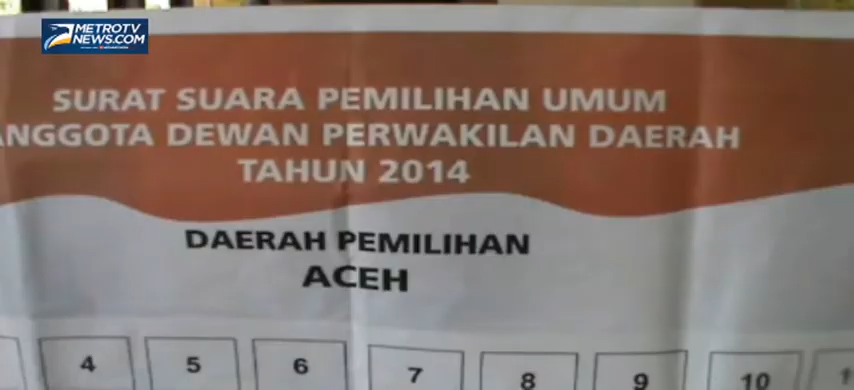 METROTV
NEWS.COM
SURAT SUARA PEMILIHAN UMUM
ANGGOTA DEWAN PERWAKILAN DAERAH
TAHUN 2014
DAERAH PEMILIHAN
ACEH
4 5 6 7 8 9 10